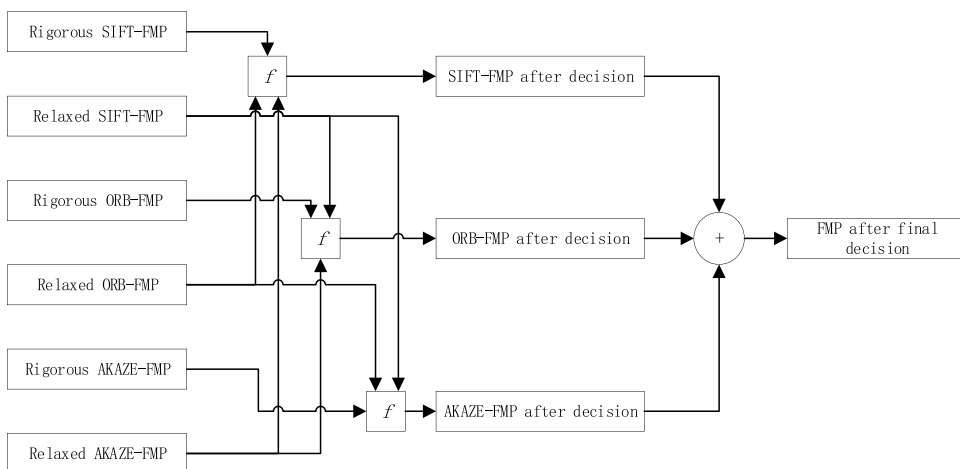 Rigorous SIFT-FMP
f
SIFT-FMP after decision
Relaxed SIFT-FMP
Rigorous ORB-FMP
f
ORB-FMP after decision
+
FMP after final
decision
Relaxed ORB-FMP
Rigorous AKAZE-FMP
f
AKAZE-FMP after decision
Relaxed AKAZE-FMP